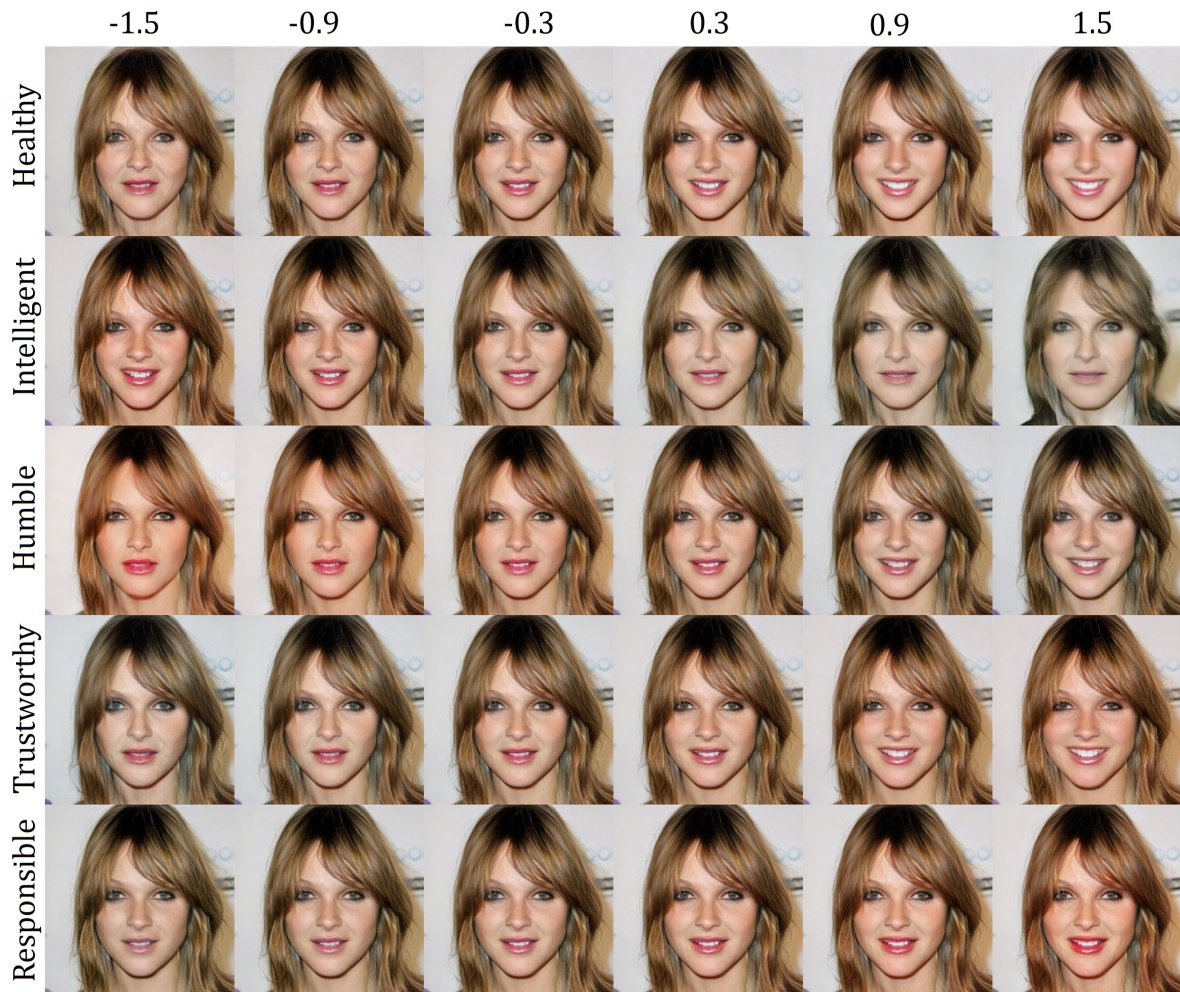 -1.5 -0.9 -0.3 0.3 0.9 1.5
Healthy
Intelligent
Humble
Trustworthy
Responsible